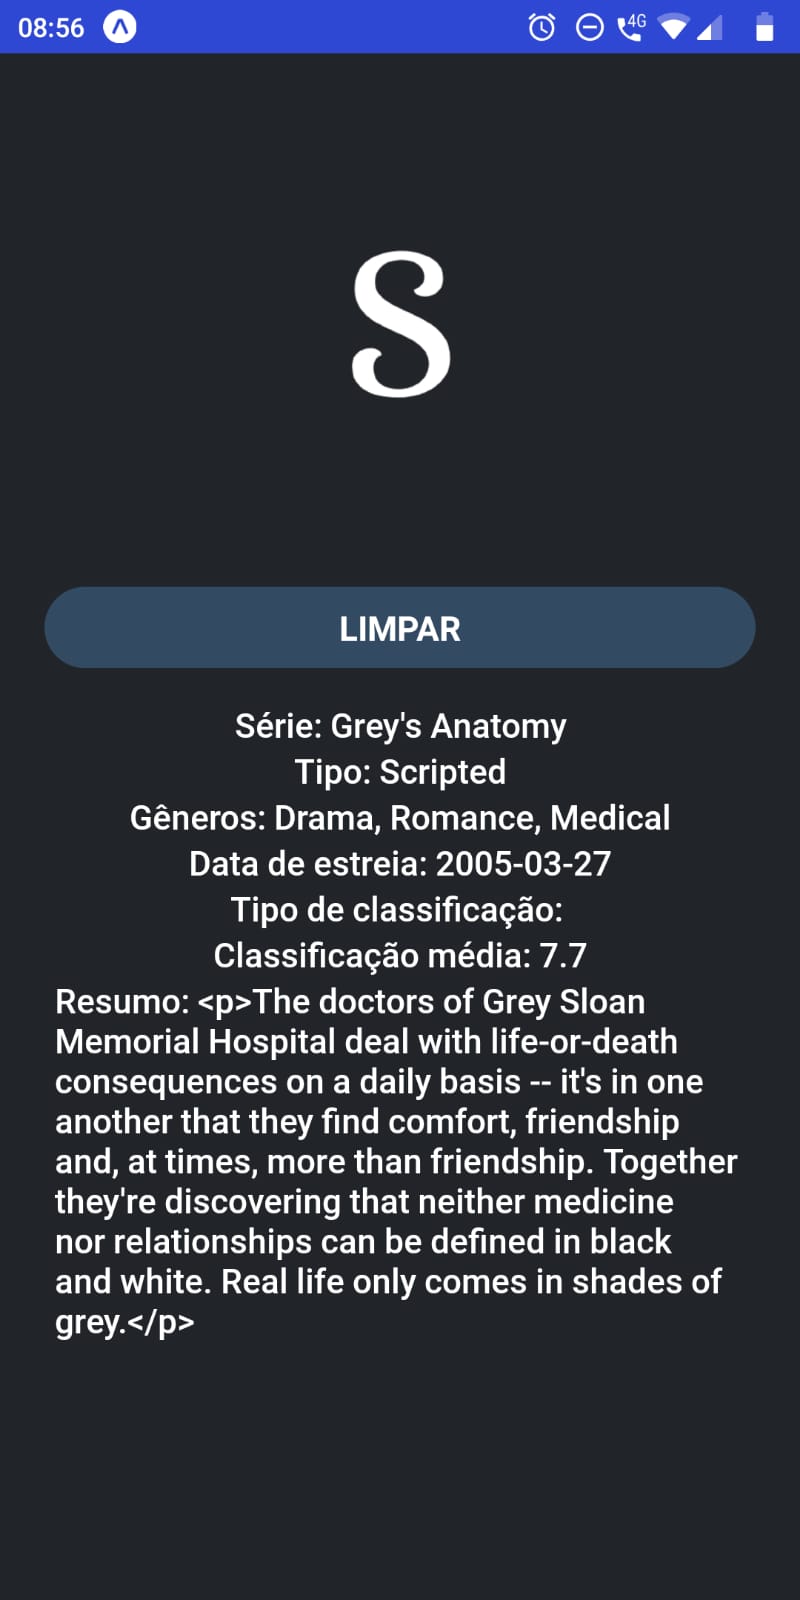 08:56
4G
S
LIMPAR
Série: Grey's Anatomy
Tipo: Scripted
Gêneros: Drama, Romance, Medical
Data de estreia: 2005-03-27
Tipo de classificação:
Classificação média: 7.7
Resumo: <p>The doctors of Grey Sloan
Memorial Hospital deal with life-or-death
consequences on a daily basis -- it's in one
another that they find comfort, friendship
and, at times, more than friendship. Together
they're discovering that neither medicine
nor relationships can be defined in black
and white. Real life only comes in shades of
grey.</p>